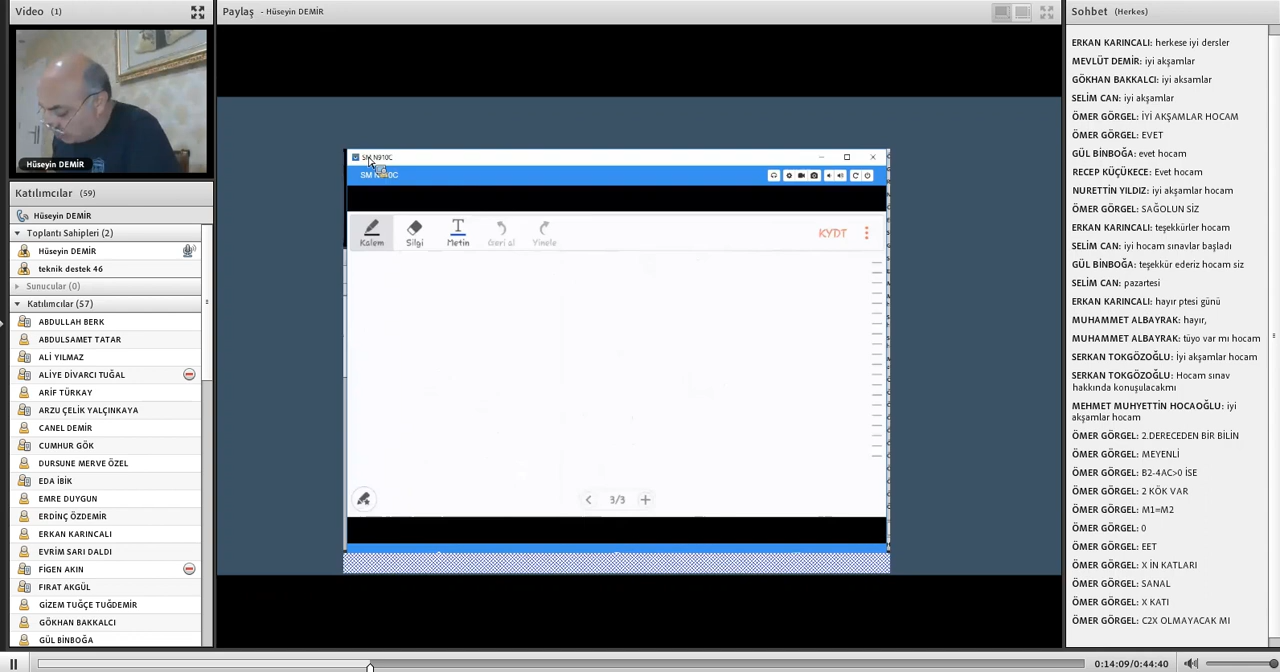 Video (1)
Hüseyin DEMİR
Katılımcılar (59)
Hüseyin DEMİR
Toplantı Sahipleri (2)
Hüseyin DEMİR
teknik destek 46
Sunucular (0)
Katılımcılar (57)
ABDULLAH BERK
ABDULSAMET TATAR
ALİ YILMAZ
ALİYE DİVARCI TUĞAL
ARİF TÜRKAY
ARZU ÇELİK YALÇINKAYA
CANEL DEMİR
CUMHUR GÖK
DURSUNE MERVE ÖZEL
EDA İBİK
EMRE DUYGUN
ERDİNÇ ÖZDEMİR
ERKAN KARINCALI
EVRİM SARI DALDI
FİGEN AKIN
FIRAT AKGÜL
GİZEM TUĞÇE TUĞDEMİR
GÖKHAN BAKKALCI
GÜL BİNBOĞA
Paylaş - Hüseyin DEMİR
SM N910C
SM N910C
Kalem Silgi Metin Geri al Yinele KYDT
3/3
Sohbet (Herkes)
ERKAN KARINCALI: herkese iyi dersler
MEVLÜT DEMİR: iyi akşamlar
GÖKHAN BAKKALCI: iyi aksamlar
SELİM CAN: iyi akşamlar
ÖMER GÖRGEL: İYİ AKŞAMLAR HOCAM
ÖMER GÖRGEL: EVET
GÜL BİNBOĞA: evet hocam
RECEP KÜÇÜKECE: Evet hocam
NURETTİN YILDIZ: iyi akşamlar hocam
ÖMER GÖRGEL: SAĞOLUN SİZ
ERKAN KARINCALI: teşekkürler hocam
SELİM CAN: iyi hocam sınavlar başladı
GÜL BİNBOĞA: teşekkür ederiz hocam siz
SELİM CAN: pazartesi
ERKAN KARINCALI: hayır ptesi günü
MUHAMMET ALBAYRAK: hayır,
MUHAMMET ALBAYRAK: tüyo var mı hocam
SERKAN TOKGÖZOĞLU: İyi akşamlar hocam
SERKAN TOKGÖZOĞLU: Hocam sınav
hakkında konuşulacakmı
MEHMET MUHYETTİN HOCAOĞLU: iyi
akşamlar hocam
ÖMER GÖRGEL: 2.DERECEDEN BİR BİLİN
ÖMER GÖRGEL: MEYENLİ
ÖMER GÖRGEL: B2-4AC>0 İSE
ÖMER GÖRGEL: 2 KÖK VAR
ÖMER GÖRGEL: M1=M2
ÖMER GÖRGEL: 0
ÖMER GÖRGEL: EET
ÖMER GÖRGEL: X İN KATLARI
ÖMER GÖRGEL: SANAL
ÖMER GÖRGEL: X KATI
ÖMER GÖRGEL: C2X OLMAYACAK MI
0:14:09/0:44:40